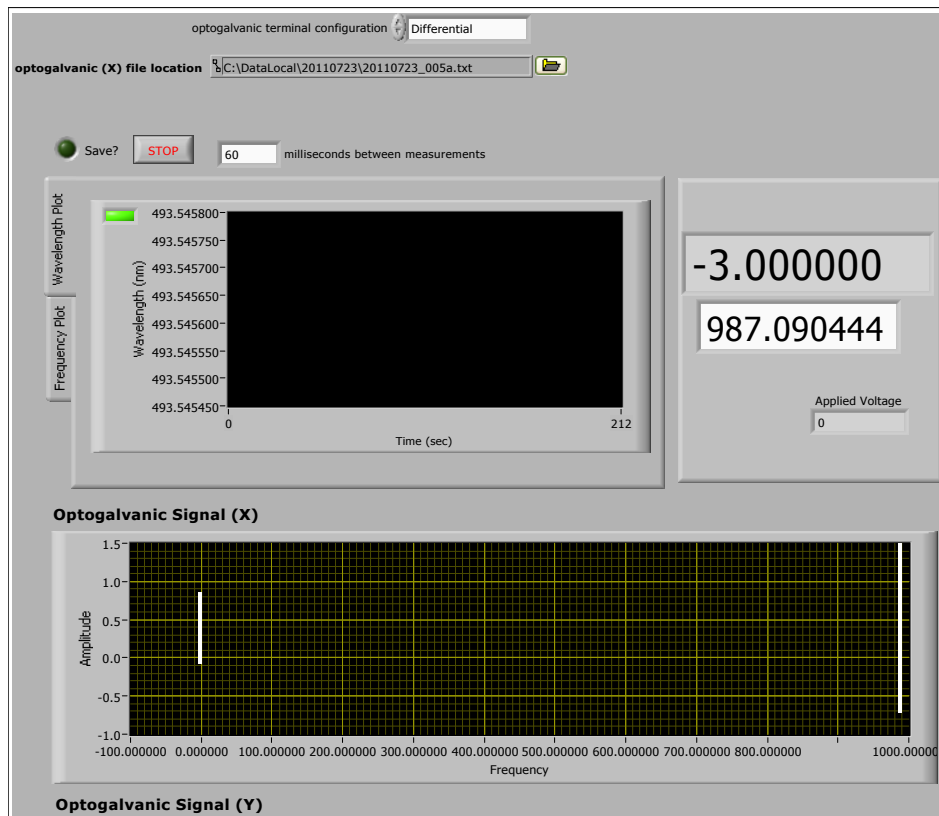 optogalvanic terminal configuration Differential
optogalvanic (X) file location C:\DataLocal\20110723\20110723_005a.txt
Save? STOP 60 milliseconds between measurements
Wavelength Plot
Frequency Plot
Wavelength (nm)
493.545800
493.545750
493.545700
493.545650
493.545600
493.545550
493.545500
493.545450
0 212
Time (sec)
-3.000000
987.090444
Applied Voltage
0
Optogalvanic Signal (X)
Amplitude
1.5
1.0
0.5
0.0
-0.5
-1.0
-100.000000 0.000000 100.000000 200.000000 300.000000 400.000000 500.000000 600.000000 700.000000 800.000000 1000.00000
Frequency
Optogalvanic Signal (Y)